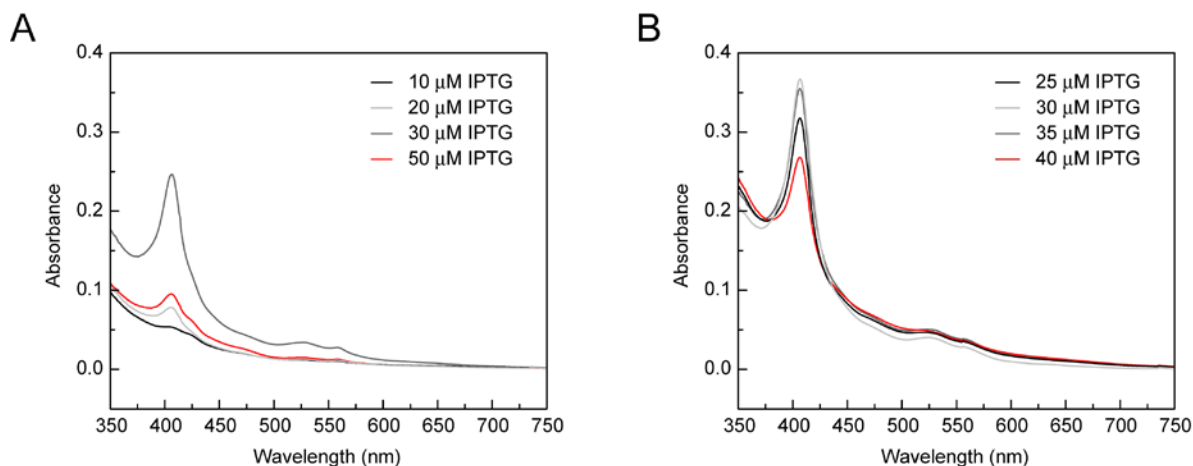 A
B
0.4
0.3
0.2
0.1
0.0
Absorbance
10 μM IPTG
20 μM IPTG
30 μM IPTG
50 μM IPTG
350 400 450 500 550 600 650 700 750
Wavelength (nm)
0.4
0.3
0.2
0.1
0.0
Absorbance
25 μM IPTG
30 μM IPTG
35 μM IPTG
40 μM IPTG
350 400 450 500 550 600 650 700 750
Wavelength (nm)